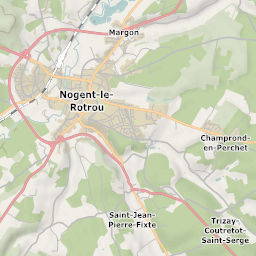 Margon
Nogent-le-
Rotrou
Champrond-
en-Perchet
Saint-Jean-
Pierre-Fixte
Trizay-
Coutretot-
Saint-Serge